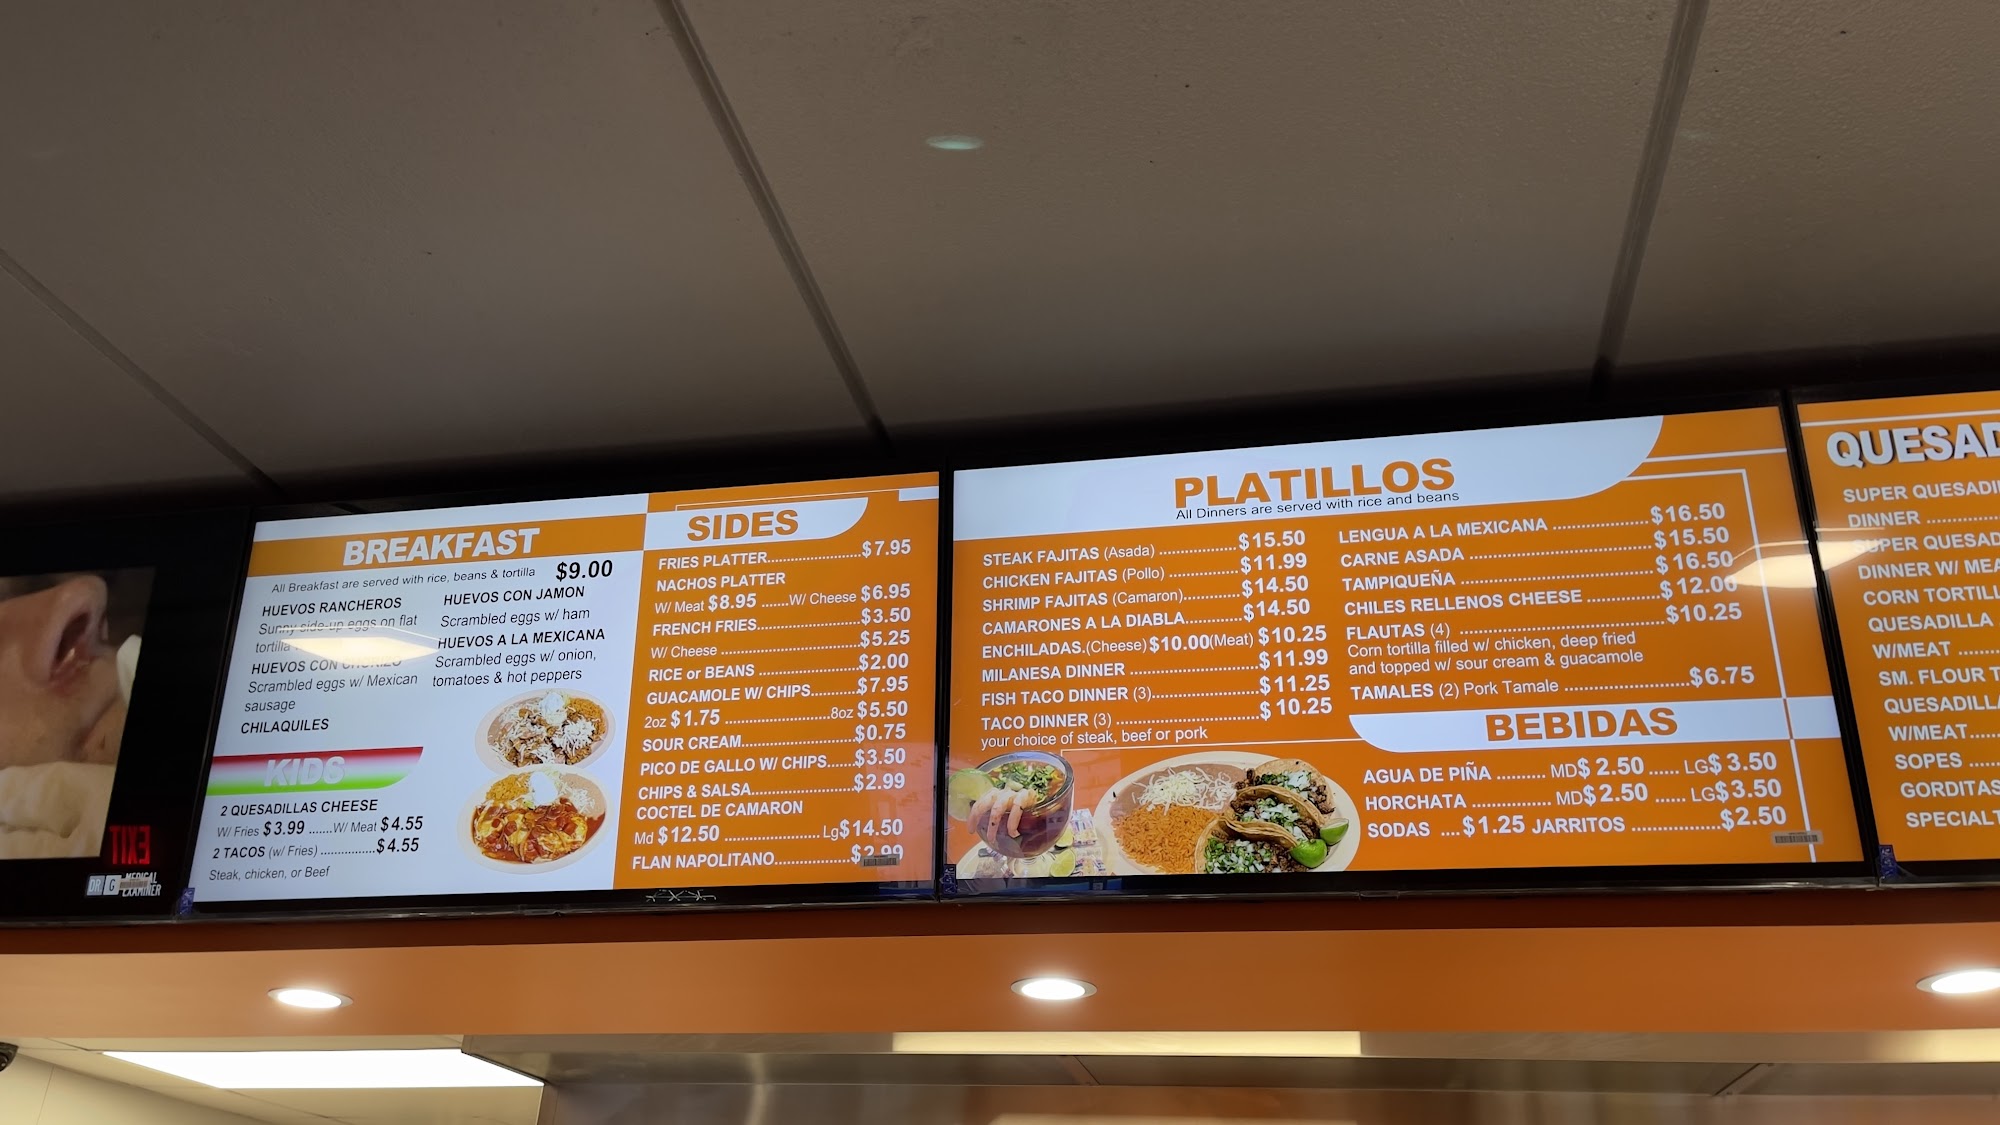 BREAKFAST
All Breakfast are served with rice, beans & tortilla $9.00
HUEVOS RANCHEROS
Sunny side-up eggs on flat
tortilla
HUEVOS CON CHORIZO
Scrambled eggs w/ Mexican
sausage
CHILAQUILES
HUEVOS CON JAMON
Scrambled eggs w/ ham
HUEVOS A LA MEXICANA
Scrambled eggs w/ onion,
tomatoes & hot peppers
KIDS
2 QUESADILLAS CHEESE
W/ Fries $3.99 .......W/ Meat $4.55
2 TACOS (w/ Fries) ................$4.55
Steak, chicken, or Beef
SIDES
FRIES PLATTER.......................$7.95
NACHOS PLATTER
W/ Meat $8.95 .......W/ Cheese $6.95
FRENCH FRIES.......................$3.50
W/ Cheese ................................$5.25
RICE or BEANS .......................$2.00
GUACAMOLE W/ CHIPS..........$7.95
2oz $1.75 .......................8oz $5.50
SOUR CREAM.........................$0.75
PICO DE GALLO W/ CHIPS......$3.50
CHIPS & SALSA.......................$2.99
COCTEL DE CAMARON
Md $12.50 .....................Lg$14.50
FLAN NAPOLITANO.................$2.99
PLATILLOS
All Dinners are served with rice and beans
STEAK FAJITAS (Asada) .................$15.50
CHICKEN FAJITAS (Pollo) ...............$11.99
SHRIMP FAJITAS (Camaron)............$14.50
CAMARONES A LA DIABLA............$14.50
ENCHILADAS.(Cheese)$10.00(Meat) $10.25
MILANESA DINNER .......................$11.99
FISH TACO DINNER (3)...................$11.25
TACO DINNER (3) ..........................$10.25
your choice of steak, beef or pork
LENGUA A LA MEXICANA ..................$16.50
CARNE ASADA ..................................$15.50
TAMPIQUEÑA ...................................$16.50
CHILES RELLENOS CHEESE .............$12.00
FLAUTAS (4) ....................................$10.25
Corn tortilla filled w/ chicken, deep fried
and topped w/ sour cream & guacamole
TAMALES (2) Pork Tamale ......................$6.75
BEBIDAS
AGUA DE PIÑA .......... MD$ 2.50 ...... LG$ 3.50
HORCHATA ................ MD$2.50 ...... LG$3.50
SODAS ....$1.25 JARRITOS ..................$2.50
QUESAD
SUPER QUESADI
DINNER
SUPER QUESAD
DINNER W/ MEA
CORN TORTILL
QUESADILLA
W/MEAT
SM. FLOUR T
QUESADILLA
W/MEAT
SOPES
GORDITAS
SPECIALT
EXIT
DR G MEDICAL
EXAMINER